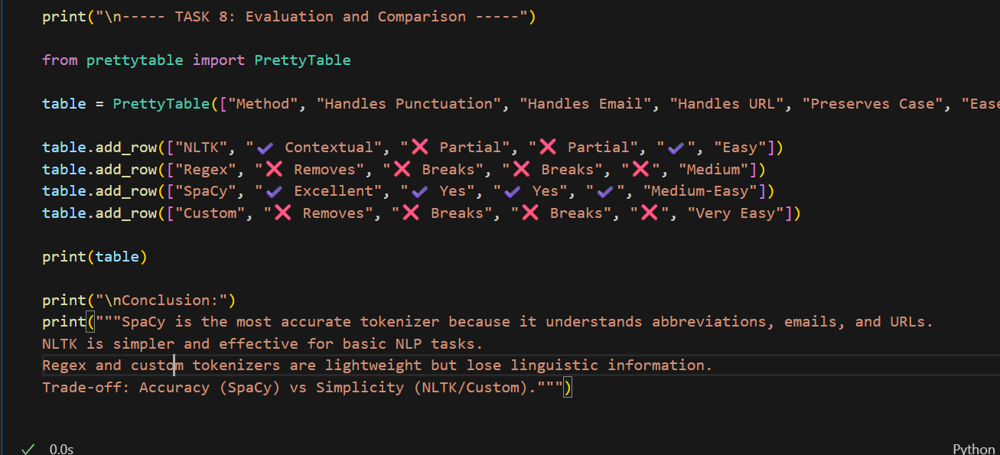 print("\n----- TASK 8: Evaluation and Comparison -----")
from prettytable import PrettyTable
table = PrettyTable(["Method", "Handles Punctuation", "Handles Email", "Handles URL", "Preserves Case", "Ease
table.add_row(["NLTK", "✔ Contextual", "❌ Partial", "❌ Partial", "✔", "Easy"])
table.add_row(["Regex", "❌ Removes", "❌ Breaks", "❌ Breaks", "❌", "Medium"])
table.add_row(["SpaCy", "✔ Excellent", "✔ Yes", "✔ Yes", "✔", "Medium-Easy"])
table.add_row(["Custom", "❌ Removes", "❌ Breaks", "❌ Breaks", "❌", "Very Easy"])
print(table)
print("\nConclusion:")
print("""SpaCy is the most accurate tokenizer because it understands abbreviations, emails, and URLs.
NLTK is simpler and effective for basic NLP tasks.
Regex and custom tokenizers are lightweight but lose linguistic information.
Trade-off: Accuracy (SpaCy) vs Simplicity (NLTK/Custom).""")
0.0s
Python